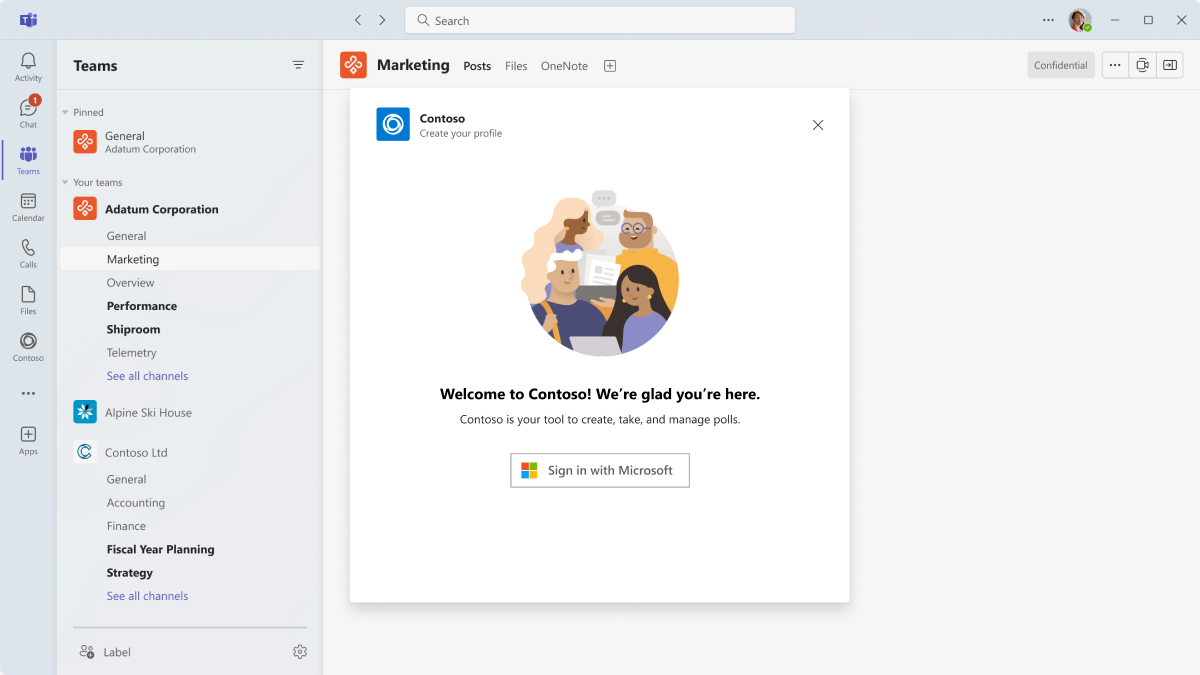 Search
Activity
1
Chat
Teams
Calendar
Calls
Files
Contoso
Apps
Teams
Pinned
General
Adatum Corporation
Your teams
Adatum Corporation
General
Marketing
Overview
Performance
Shiproom
Telemetry
See all channels
Alpine Ski House
Contoso Ltd
General
Accounting
Finance
Fiscal Year Planning
Strategy
See all channels
Label
Marketing Posts Files OneNote
Confidential
Contoso
Create your profile
Welcome to Contoso! We’re glad you’re here.
Contoso is your tool to create, take, and manage polls.
Sign in with Microsoft